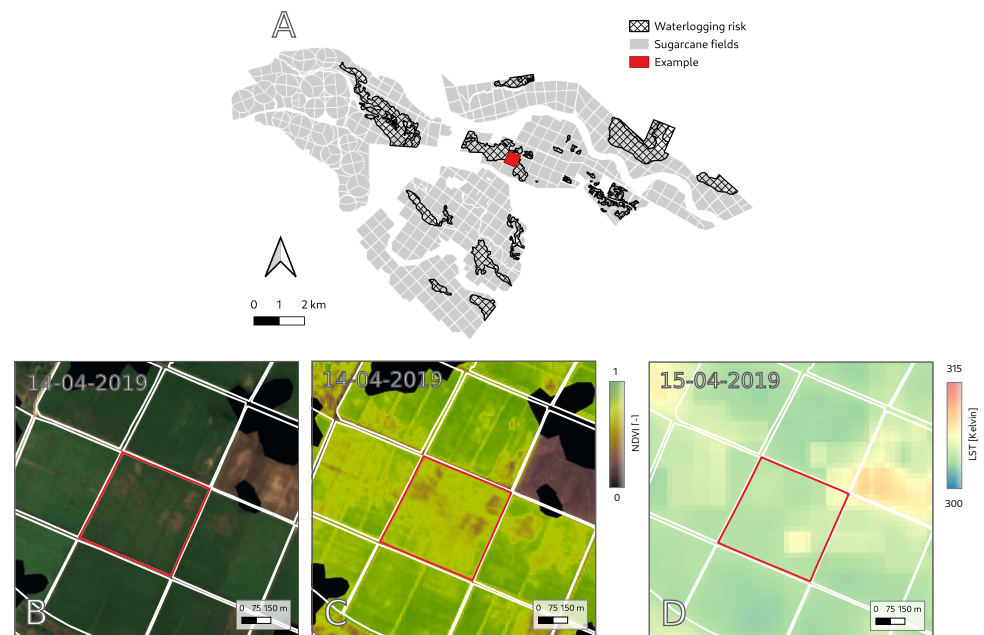 A
Waterlogging risk
Sugarcane fields
Example
0 1 2 km
14-04-2019
B
0 75 150 m
14-04-2019
C
0 75 150 m
1
NDVI [-]
0
15-04-2019
D
0 75 150 m
315
LST [Kelvin]
300